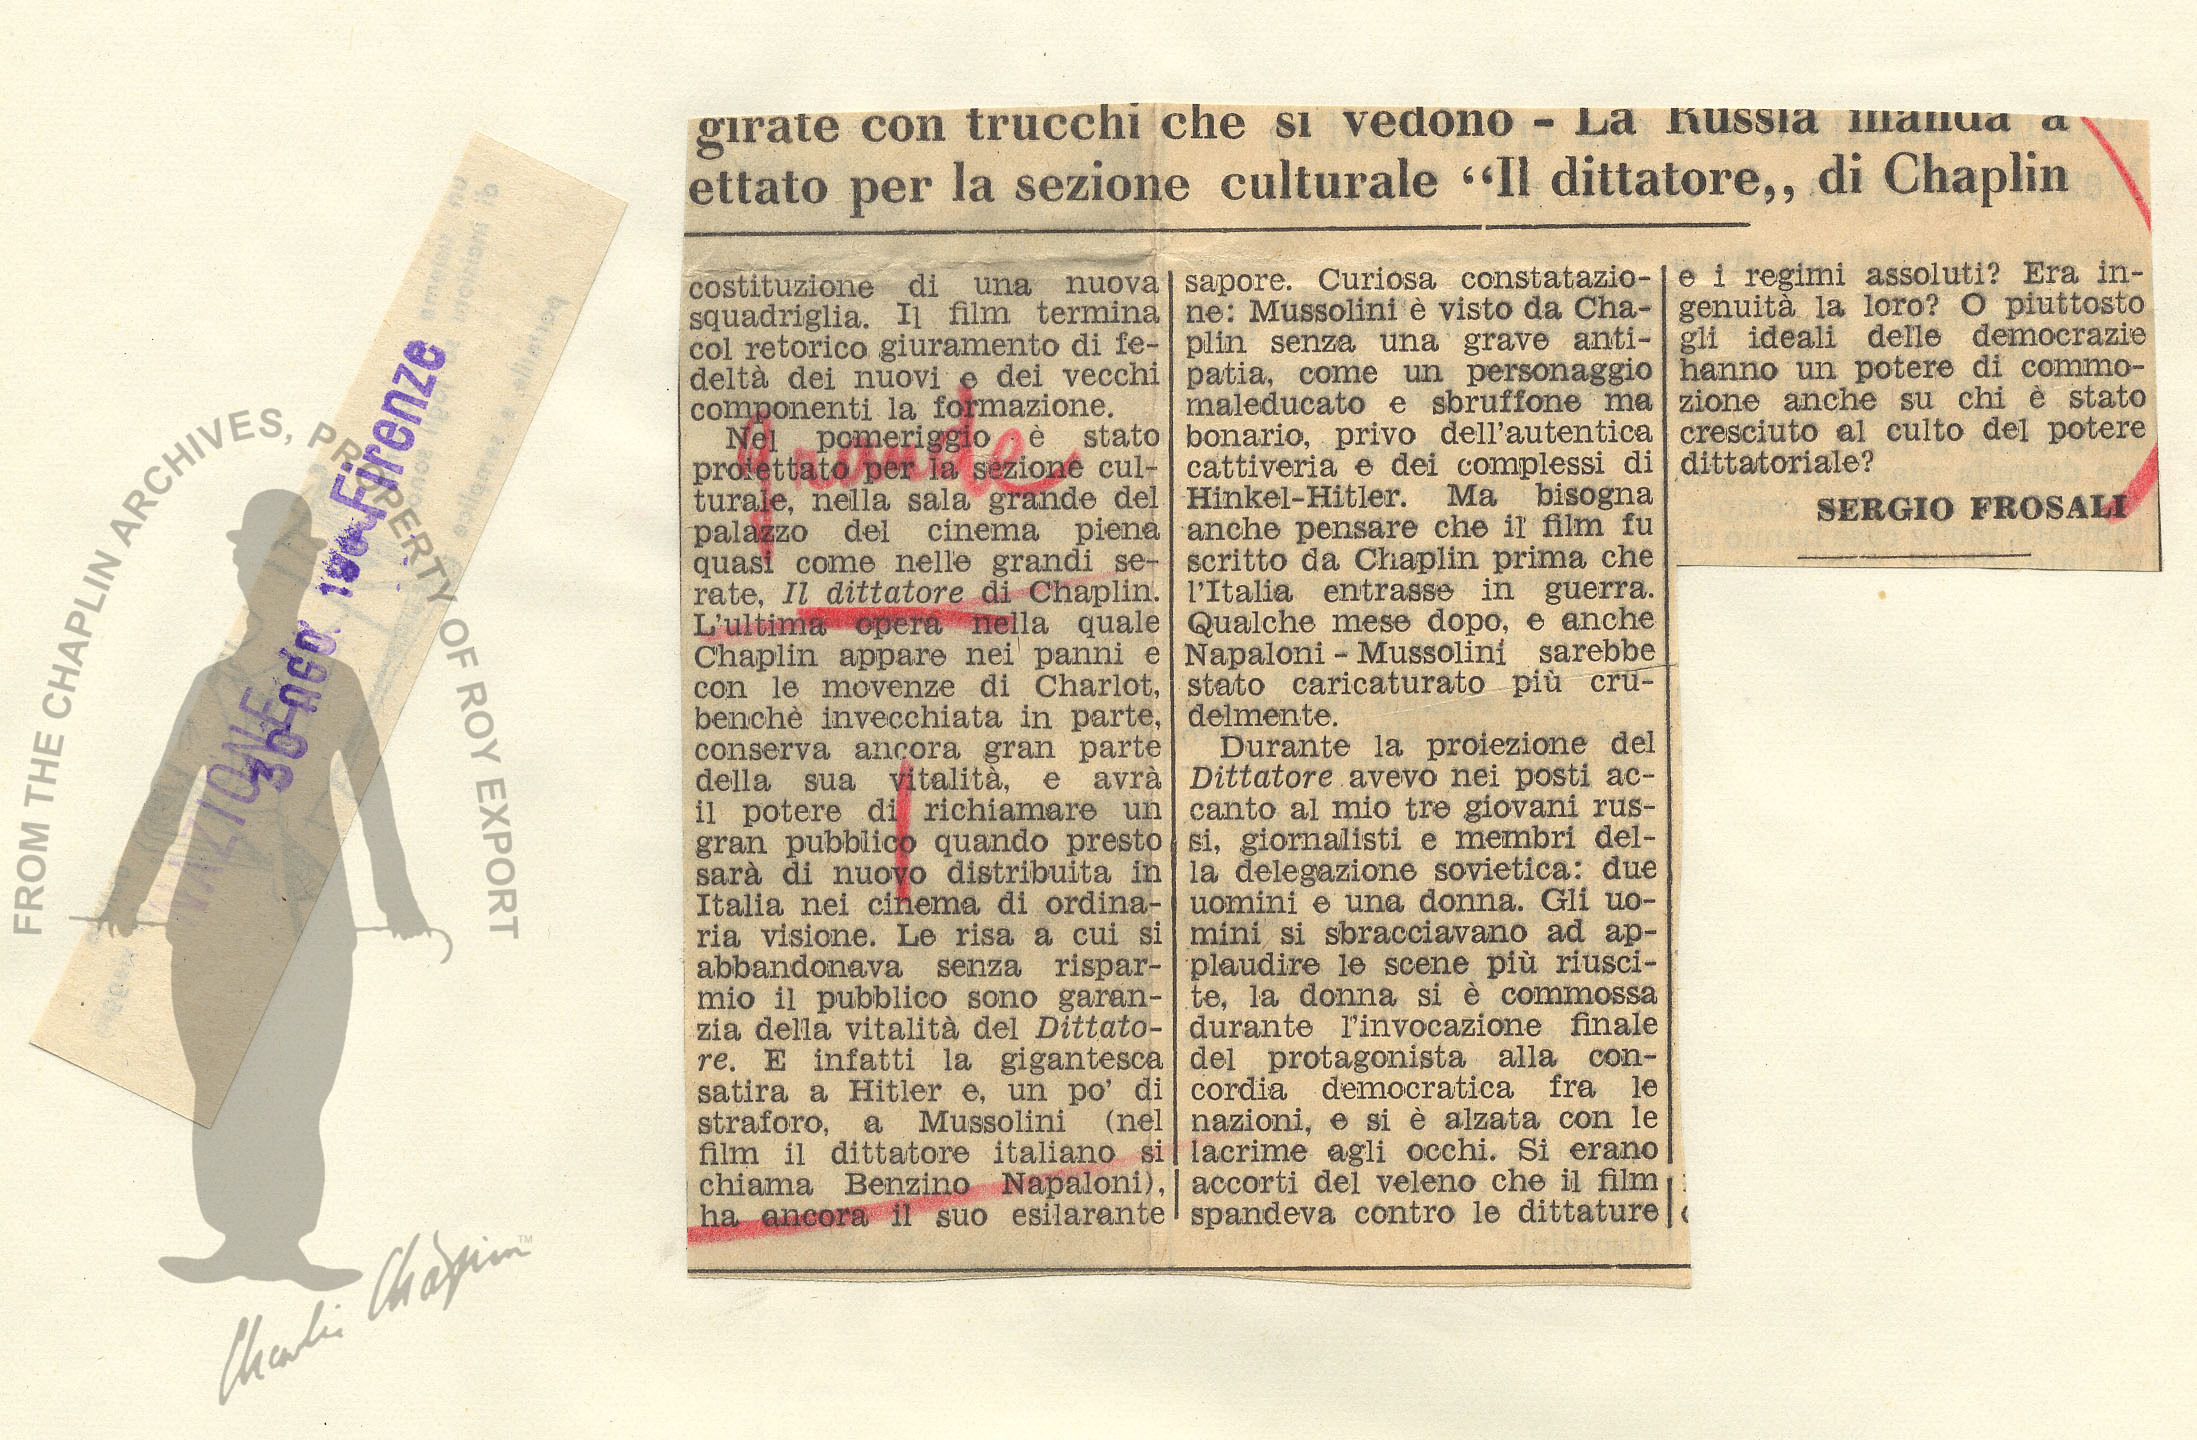 girate con trucchi che si vedono - La Russia manda a
ettato per la sezione culturale “Il dittatore„ di Chaplin
costituzione di una nuova
squadriglia. Il film termina
col retorico giuramento di fe-
deltà dei nuovi e dei vecchi
componenti la formazione.
Nel pomeriggio è stato
proiettato per la sezione cul-
turale, nella sala grande del
palazzo del cinema piena
quasi come nelle grandi se-
rate, Il dittatore di Chaplin.
L'ultima opera nella quale
Chaplin appare nei panni e
con le movenze di Charlot,
benchè invecchiata in parte,
conserva ancora gran parte
della sua vitalità, e avrà
il potere di richiamare un
gran pubblico quando presto
sarà di nuovo distribuita in
Italia nei cinema di ordina-
ria visione. Le risa a cui si
abbandonava senza rispar-
mio il pubblico sono garan-
zia della vitalità del Dittato-
re. E infatti la gigantesca
satira a Hitler e, un po' di
straforo, a Mussolini (nel
film il dittatore italiano si
chiama Benzino Napaloni),
ha ancora il suo esilarante
sapore. Curiosa constatazio-
ne: Mussolini è visto da Cha-
plin senza una grave anti-
patia, come un personaggio
maleducato e sbruffone ma
bonario, privo dell'autentica
cattiveria e dei complessi di
Hinkel-Hitler. Ma bisogna
anche pensare che il film fu
scritto da Chaplin prima che
l'Italia entrasse in guerra.
Qualche mese dopo, e anche
Napaloni - Mussolini sarebbe
stato caricaturato più cru-
delmente.
Durante la proiezione del
Dittatore avevo nei posti ac-
canto al mio tre giovani rus-
si, giornalisti e membri del-
la delegazione sovietica: due
uomini e una donna. Gli uo-
mini si sbracciavano ad ap-
plaudire le scene più riusci-
te, la donna si è commossa
durante l'invocazione finale
del protagonista alla con-
cordia democratica fra le
nazioni, e si è alzata con le
lacrime agli occhi. Si erano
accorti del veleno che il film
spandeva contro le dittature
e i regimi assoluti? Era in-
genuità la loro? O piuttosto
gli ideali delle democrazie
hanno un potere di commo-
zione anche su chi è stato
cresciuto al culto del potere
dittatoriale?
SERGIO FROSALI
grande
NAZIONE
Firenze
30 AGO.
FROM THE CHAPLIN ARCHIVES, PROPERTY OF ROY EXPORT
Charlie Chaplin™